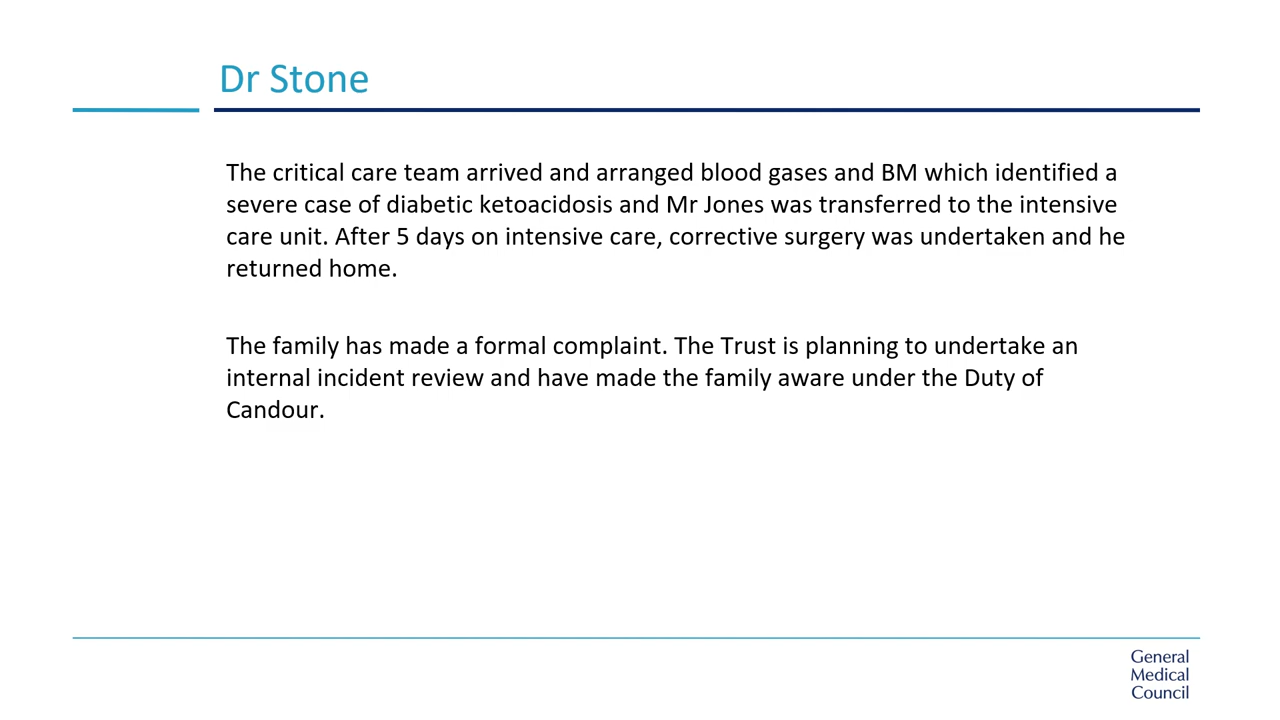 Dr Stone
The critical care team arrived and arranged blood gases and BM which identified a
severe case of diabetic ketoacidosis and Mr Jones was transferred to the intensive
care unit. After 5 days on intensive care, corrective surgery was undertaken and he
returned home.
The family has made a formal complaint. The Trust is planning to undertake an
internal incident review and have made the family aware under the Duty of
Candour.
General
Medical
Council